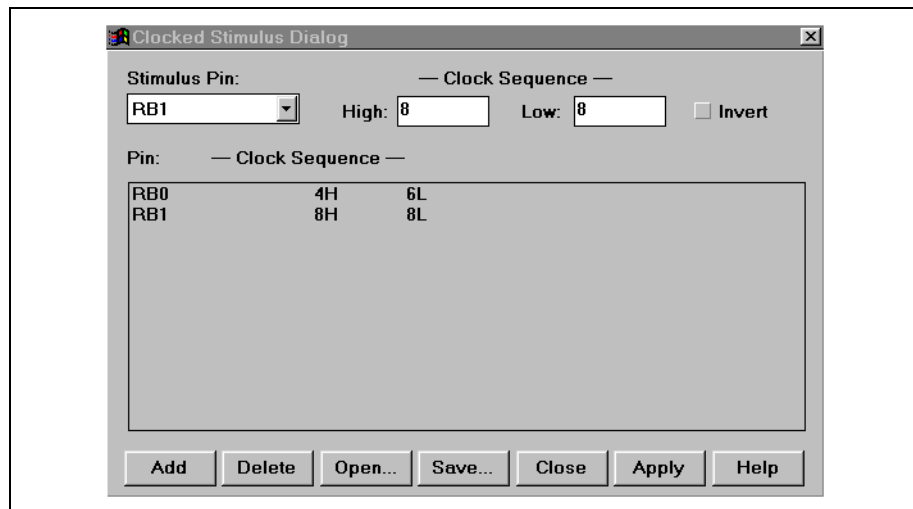 Clocked Stimulus Dialog
Stimulus Pin: — Clock Sequence —
RB1 High: 8 Low: 8 Invert
Pin: — Clock Sequence —
RB0 4H 6L
RB1 8H 8L
Add Delete Open... Save... Close Apply Help